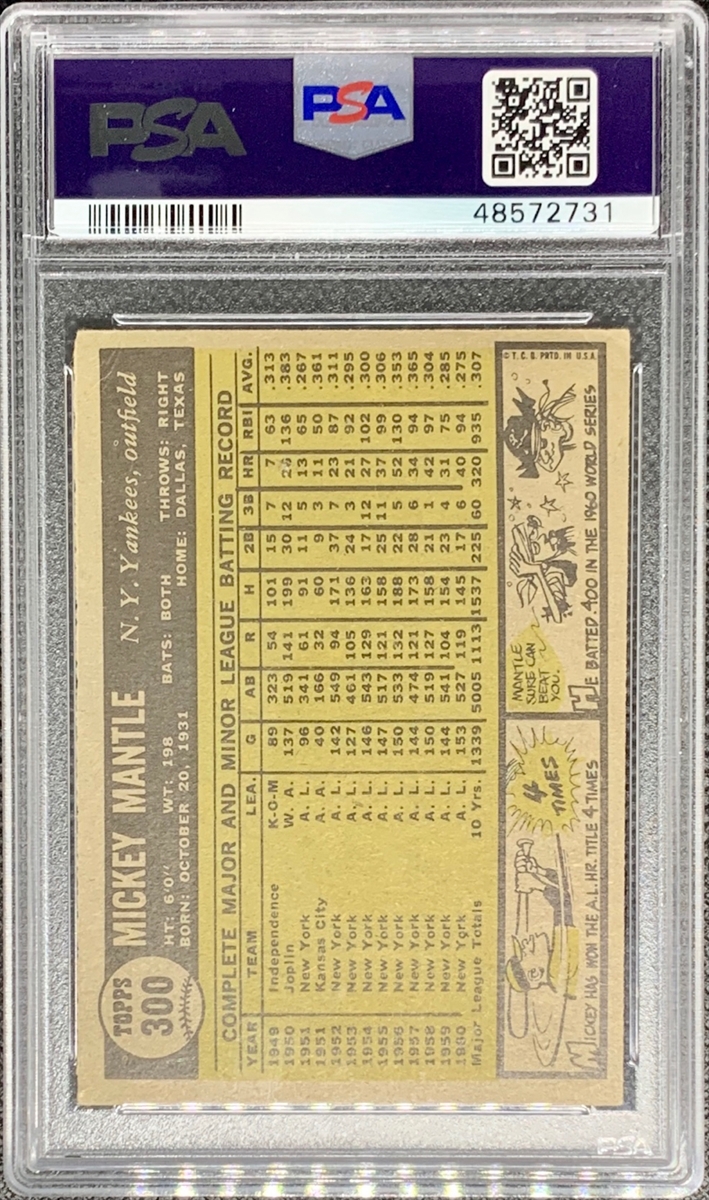 PSA
PSA
48572731
TOPPS
300
MICKEY MANTLE N. Y. Yankees, outfield
HT: 6'0" WT: 198 BATS: BOTH THROWS: RIGHT
BORN: OCTOBER 20, 1931 HOME: DALLAS, TEXAS
COMPLETE MAJOR AND MINOR LEAGUE BATTING RECORD
YEAR TEAM LEA. G AB R H 2B 3B HR RBI AVG.
1949 Independence K-O-M 89 323 54 101 15 7 7 63 .313
1950 Joplin W. A. 137 519 141 199 30 12 26 136 .383
1951 New York A. L. 96 341 61 91 11 5 13 65 .267
1951 Kansas City A. A. 40 166 32 60 9 3 11 50 .361
1952 New York A. L. 142 549 94 171 37 7 23 87 .311
1953 New York A. L. 127 461 105 136 24 3 21 92 .295
1954 New York A. L. 146 543 129 163 17 12 27 102 .300
1955 New York A. L. 147 517 121 158 25 11 37 99 .306
1956 New York A. L. 150 533 132 188 22 5 52 130 .353
1957 New York A. L. 144 474 121 173 28 6 34 94 .365
1958 New York A. L. 150 519 127 158 21 1 42 97 .304
1959 New York A. L. 144 541 104 154 23 4 31 75 .285
1960 New York A. L. 153 527 119 145 17 6 40 94 .275
Major League Totals 10 Yrs. 1339 5005 1113 1537 225 60 320 935 .307
4
TIMES
MICKEY HAS WON THE A.L. HR. TITLE 4 TIMES
MANTLE
SURE CAN
BEAT
YOU.
HE BATTED .400 IN THE 1960 WORLD SERIES
© T. C. G. PRTD. IN U.S.A.
PSA